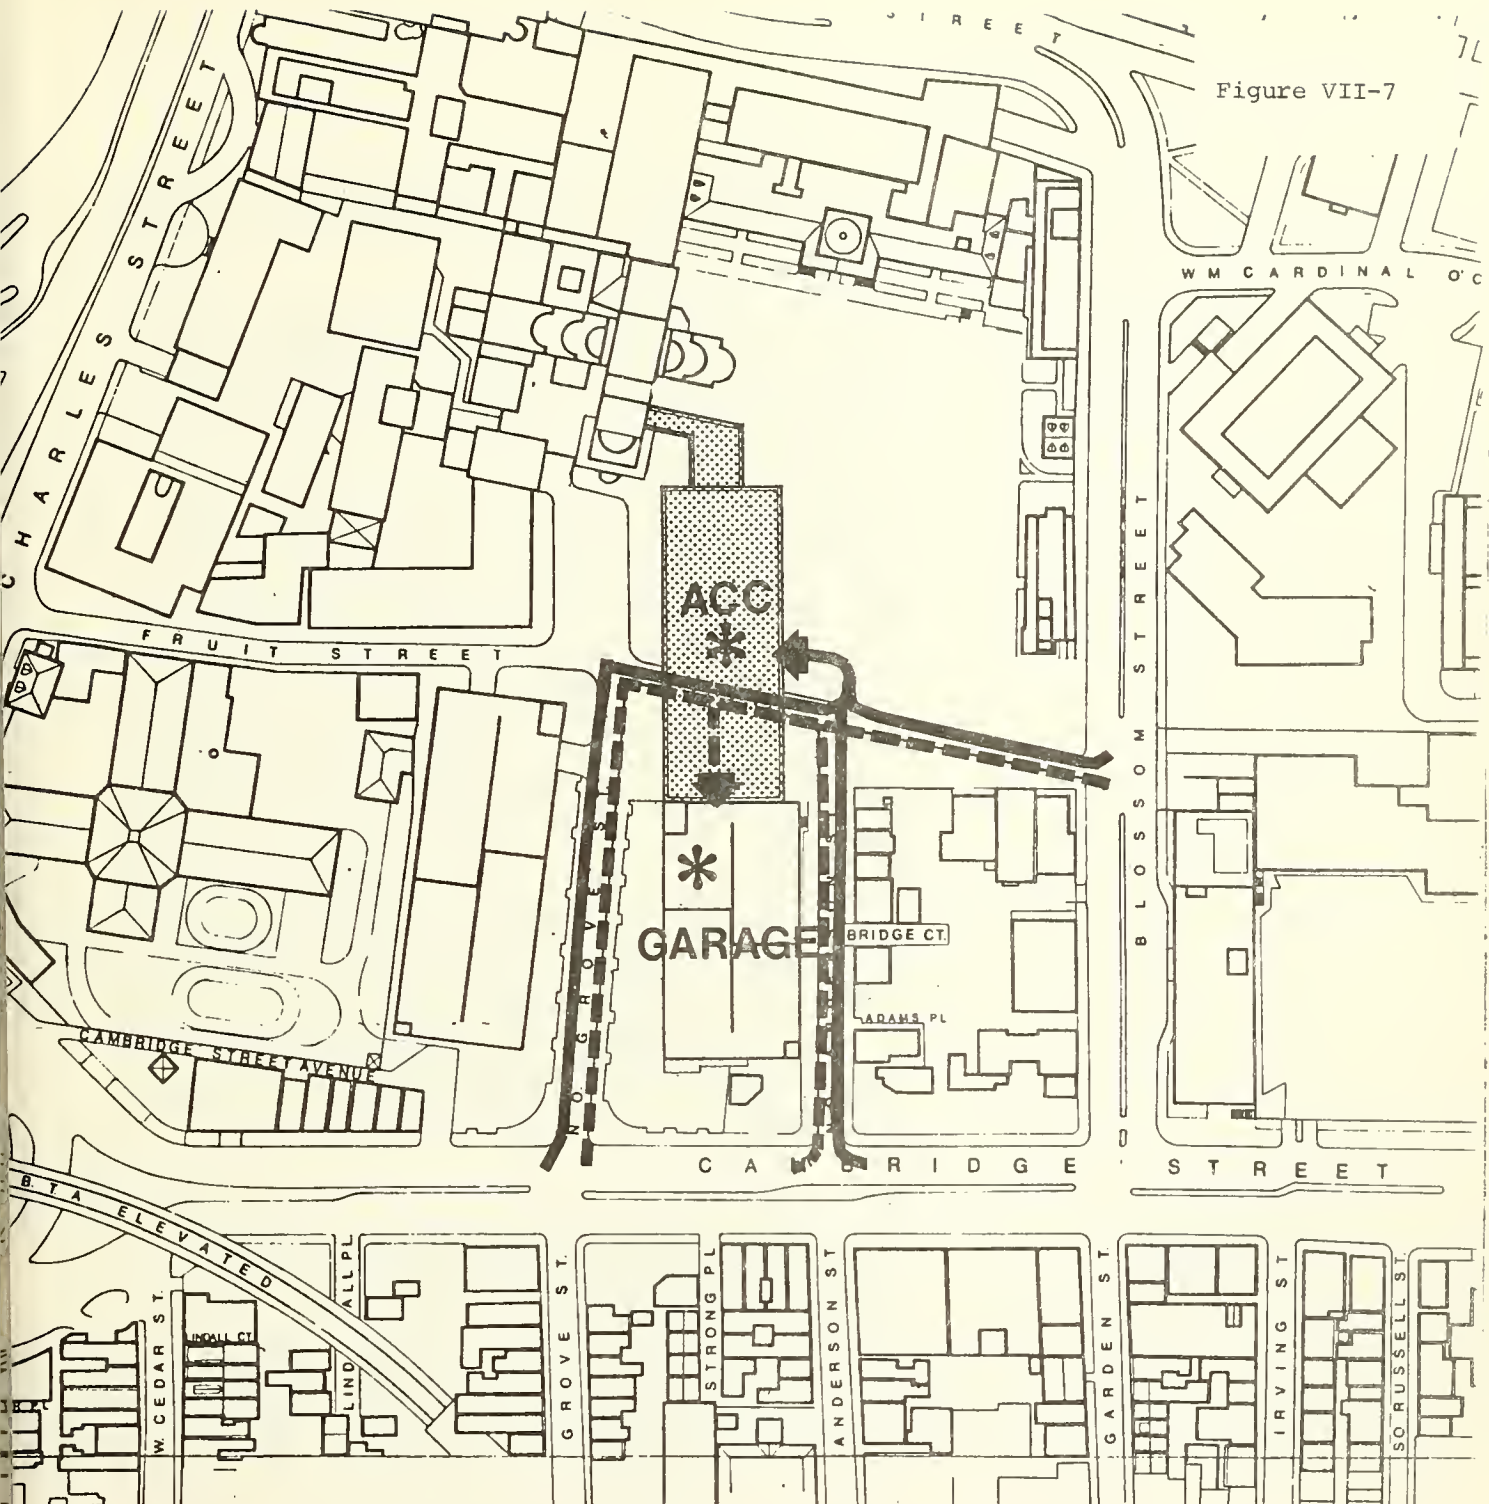 STREET
Figure VII-7
CHARLES STREET
WM CARDINAL O'C
ACC
FRUIT STREET
BLOSSOM STREET
GARAGE
BRIDGE CT.
ADAMS PL
NO GROVE ST
CAMBRIDGE STREET AVENUE
CAMBRIDGE STREET
B.T.A ELEVATED
LINDALL PL.
LINDALL CT
W. CEDAR ST.
GROVE ST.
STRONG PL
ANDERSON ST
GARDEN ST.
IRVING ST
SO RUSSELL ST.